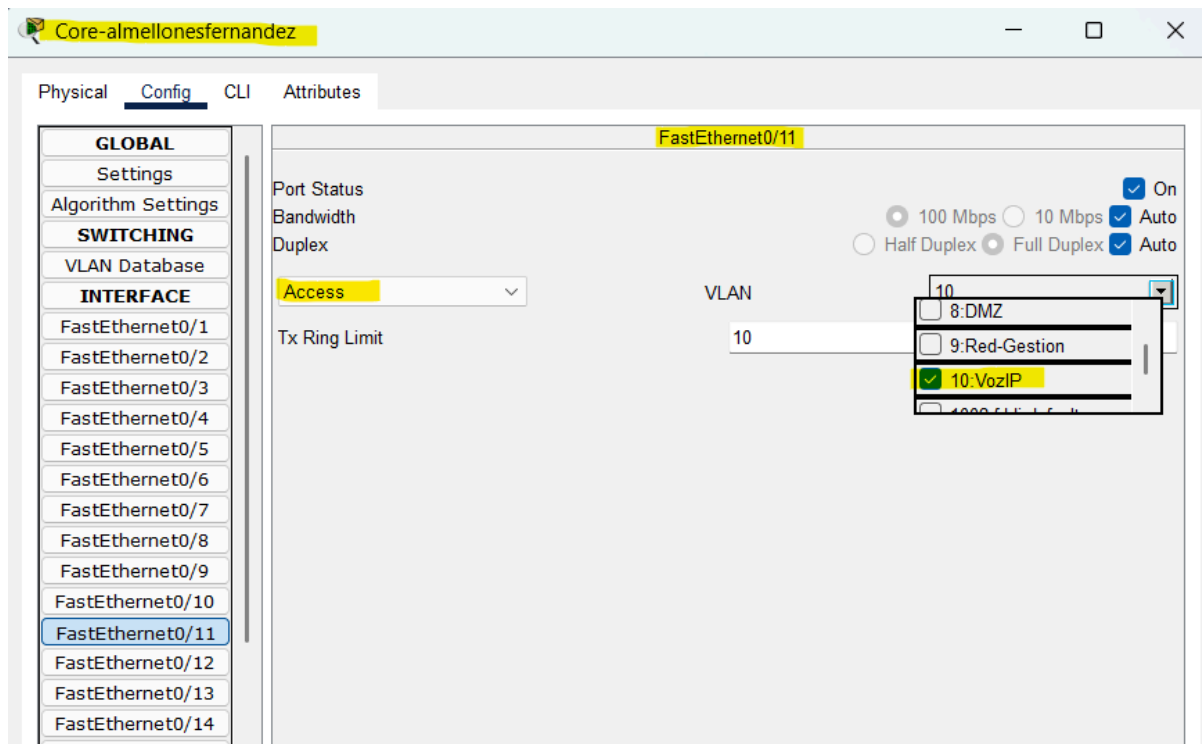 Core-almellonesfernandez
Physical Config CLI Attributes
GLOBAL
Settings
Algorithm Settings
SWITCHING
VLAN Database
INTERFACE
FastEthernet0/1
FastEthernet0/2
FastEthernet0/3
FastEthernet0/4
FastEthernet0/5
FastEthernet0/6
FastEthernet0/7
FastEthernet0/8
FastEthernet0/9
FastEthernet0/10
FastEthernet0/11
FastEthernet0/12
FastEthernet0/13
FastEthernet0/14
FastEthernet0/11
Port Status On
Bandwidth 100 Mbps 10 Mbps Auto
Duplex Half Duplex Full Duplex Auto
Access VLAN 10
8:DMZ
Tx Ring Limit 10
9:Red-Gestion
10:VozIP